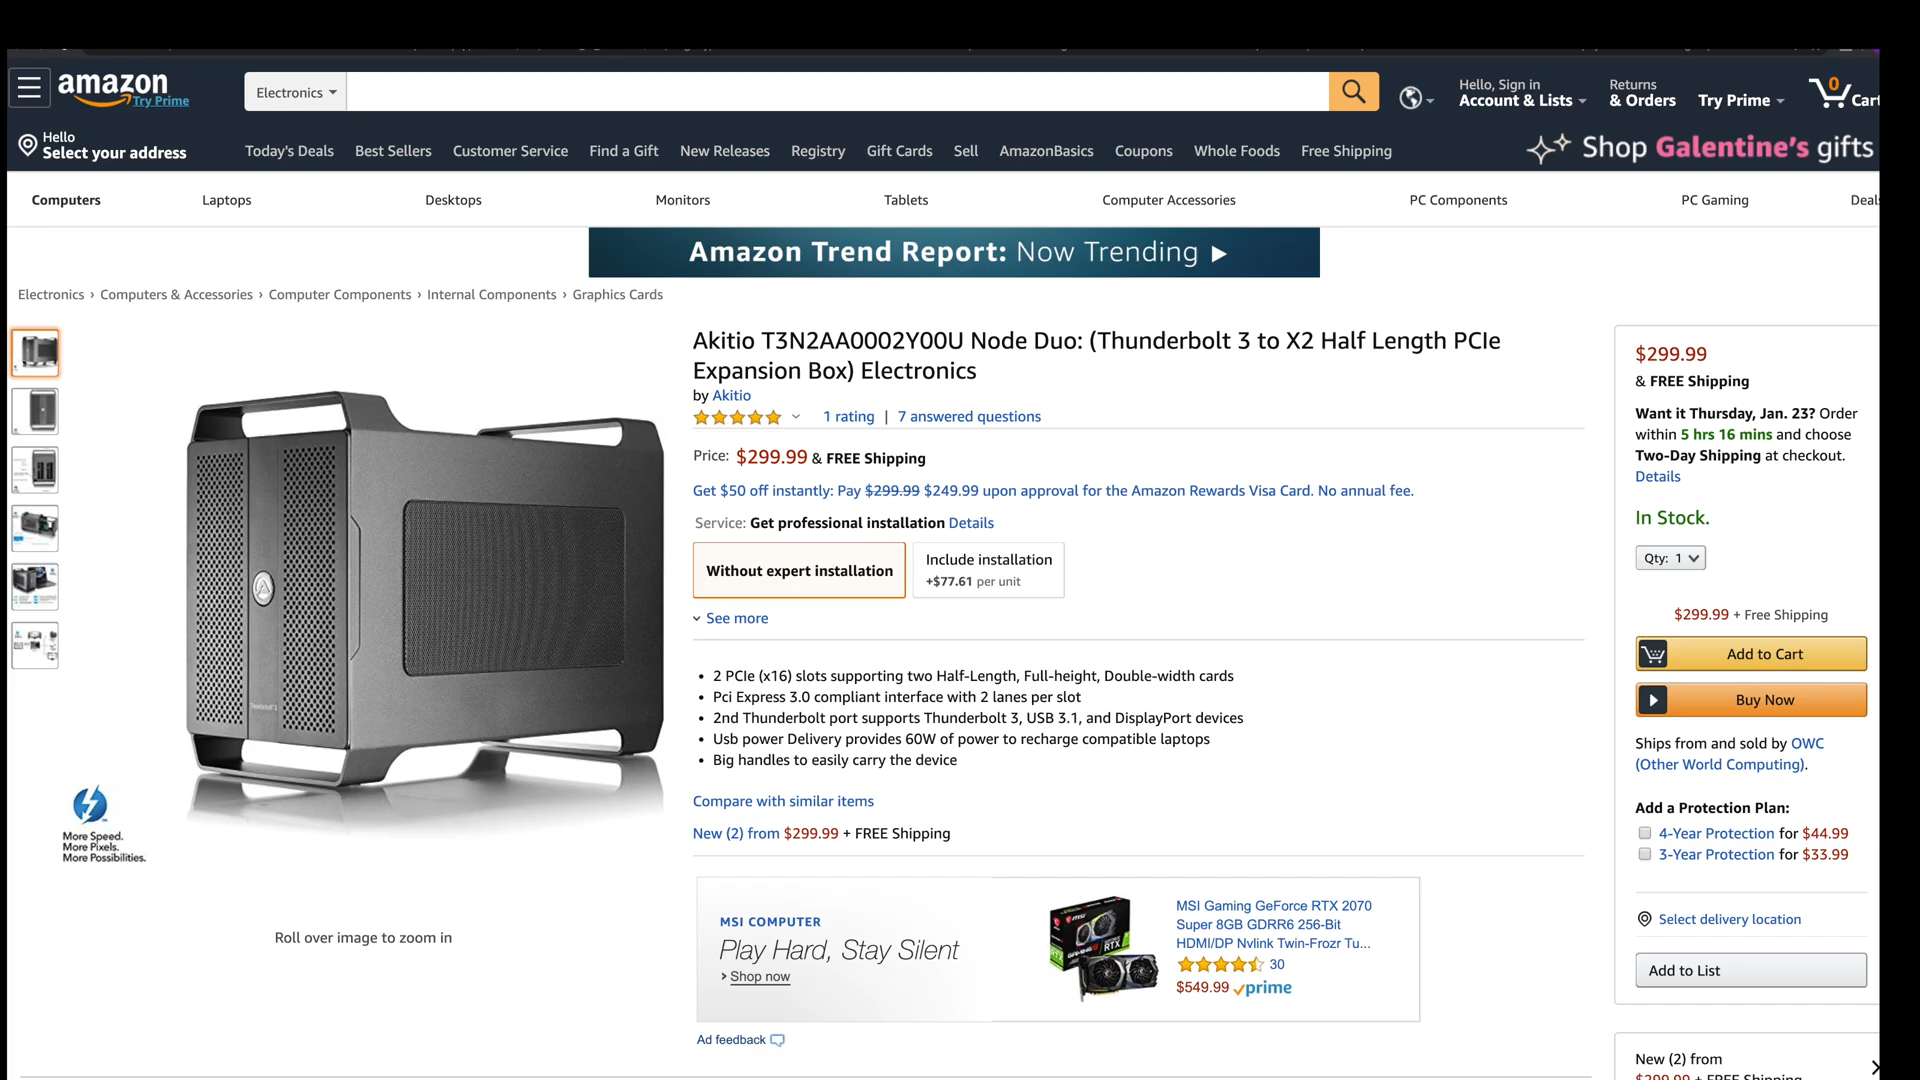 amazon
Try Prime
Electronics
Hello, Sign in
Account & Lists
Returns
& Orders
Try Prime
0
Cart
Hello
Select your address
Today's Deals
Best Sellers
Customer Service
Find a Gift
New Releases
Registry
Gift Cards
Sell
AmazonBasics
Coupons
Whole Foods
Free Shipping
Shop Galentine's gifts
Computers
Laptops
Desktops
Monitors
Tablets
Computer Accessories
PC Components
PC Gaming
Deals
Amazon Trend Report: Now Trending ▶
Electronics › Computers & Accessories › Computer Components › Internal Components › Graphics Cards
Akitio T3N2AA0002Y00U Node Duo: (Thunderbolt 3 to X2 Half Length PCIe
Expansion Box) Electronics
by Akitio
1 rating | 7 answered questions
Price: $299.99 & FREE Shipping
Get $50 off instantly: Pay $299.99 $249.99 upon approval for the Amazon Rewards Visa Card. No annual fee.
Service: Get professional installation Details
Without expert installation
Include installation
+$77.61 per unit
See more
• 2 PCIe (x16) slots supporting two Half-Length, Full-height, Double-width cards
• Pci Express 3.0 compliant interface with 2 lanes per slot
• 2nd Thunderbolt port supports Thunderbolt 3, USB 3.1, and DisplayPort devices
• Usb power Delivery provides 60W of power to recharge compatible laptops
• Big handles to easily carry the device
Compare with similar items
New (2) from $299.99 + FREE Shipping
More Speed.
More Pixels.
More Possibilities.
Roll over image to zoom in
MSI COMPUTER
Play Hard, Stay Silent
› Shop now
MSI Gaming GeForce RTX 2070
Super 8GB GDRR6 256-Bit
HDMI/DP Nvlink Twin-Frozr Tu...
30
$549.99 prime
Ad feedback
$299.99
& FREE Shipping
Want it Thursday, Jan. 23? Order
within 5 hrs 16 mins and choose
Two-Day Shipping at checkout.
Details
In Stock.
Qty: 1
$299.99 + Free Shipping
Add to Cart
Buy Now
Ships from and sold by OWC
(Other World Computing).
Add a Protection Plan:
4-Year Protection for $44.99
3-Year Protection for $33.99
Select delivery location
Add to List
New (2) from
$299.99 + FREE Shipping